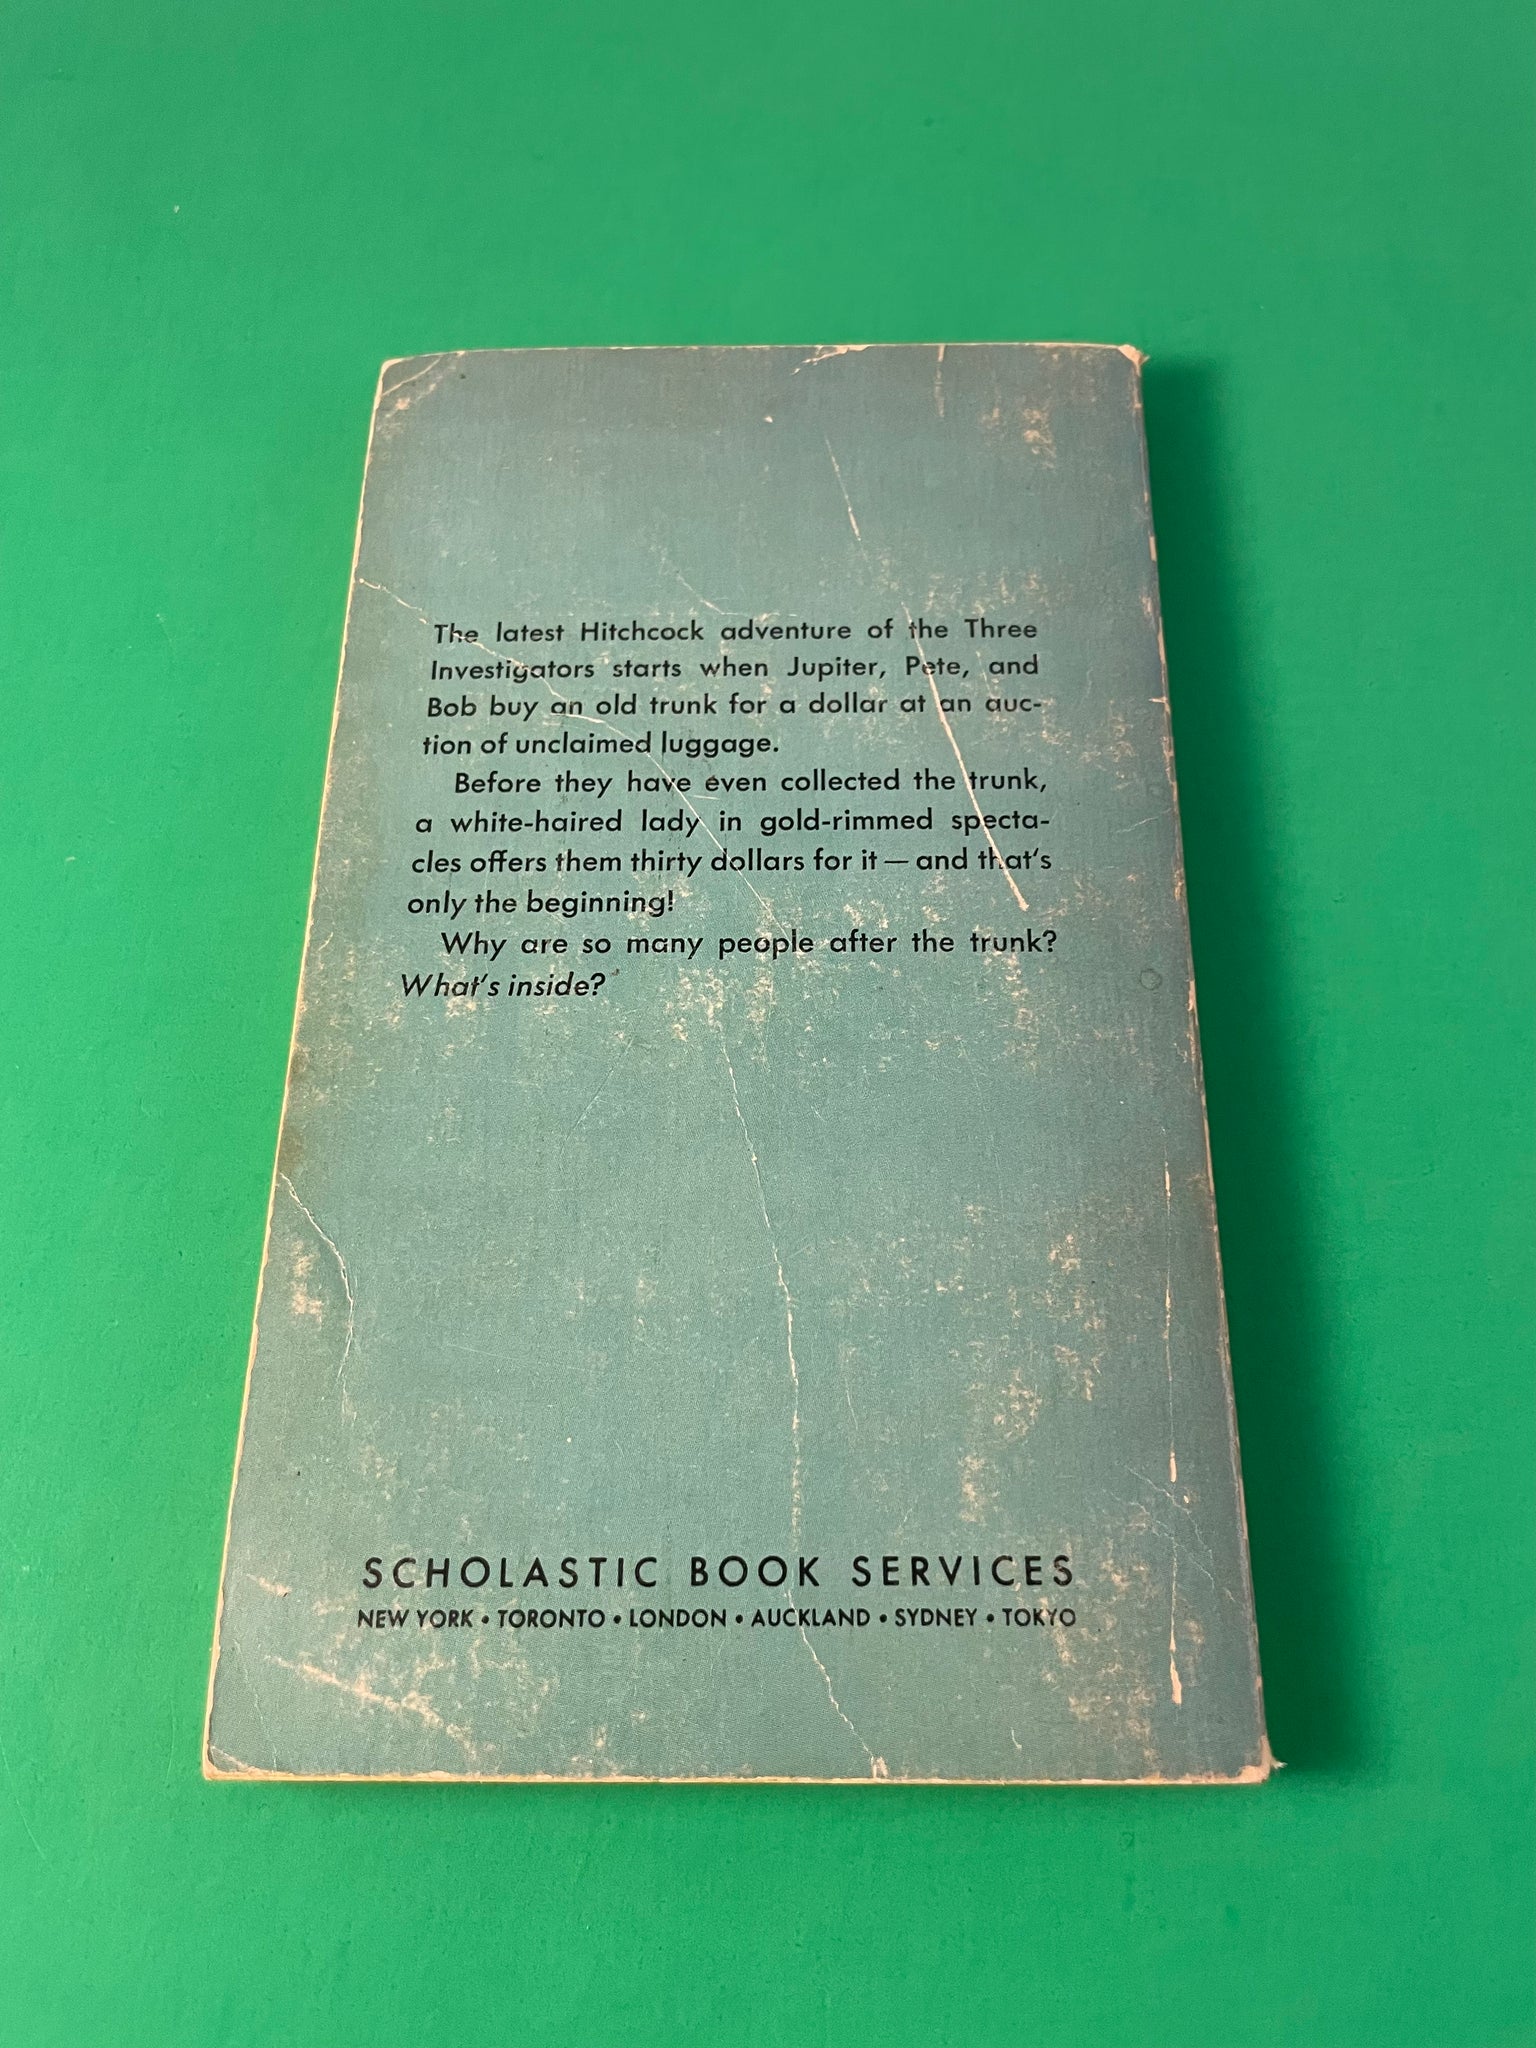 The latest Hitchcock adventure of the Three
Investigators starts when Jupiter, Pete, and
Bob buy an old trunk for a dollar at an auc-
tion of unclaimed luggage.
Before they have even collected the trunk,
a white-haired lady in gold-rimmed specta-
cles offers them thirty dollars for it — and that's
only the beginning!
Why are so many people after the trunk?
What's inside?
SCHOLASTIC BOOK SERVICES
NEW YORK • TORONTO • LONDON • AUCKLAND • SYDNEY • TOKYO